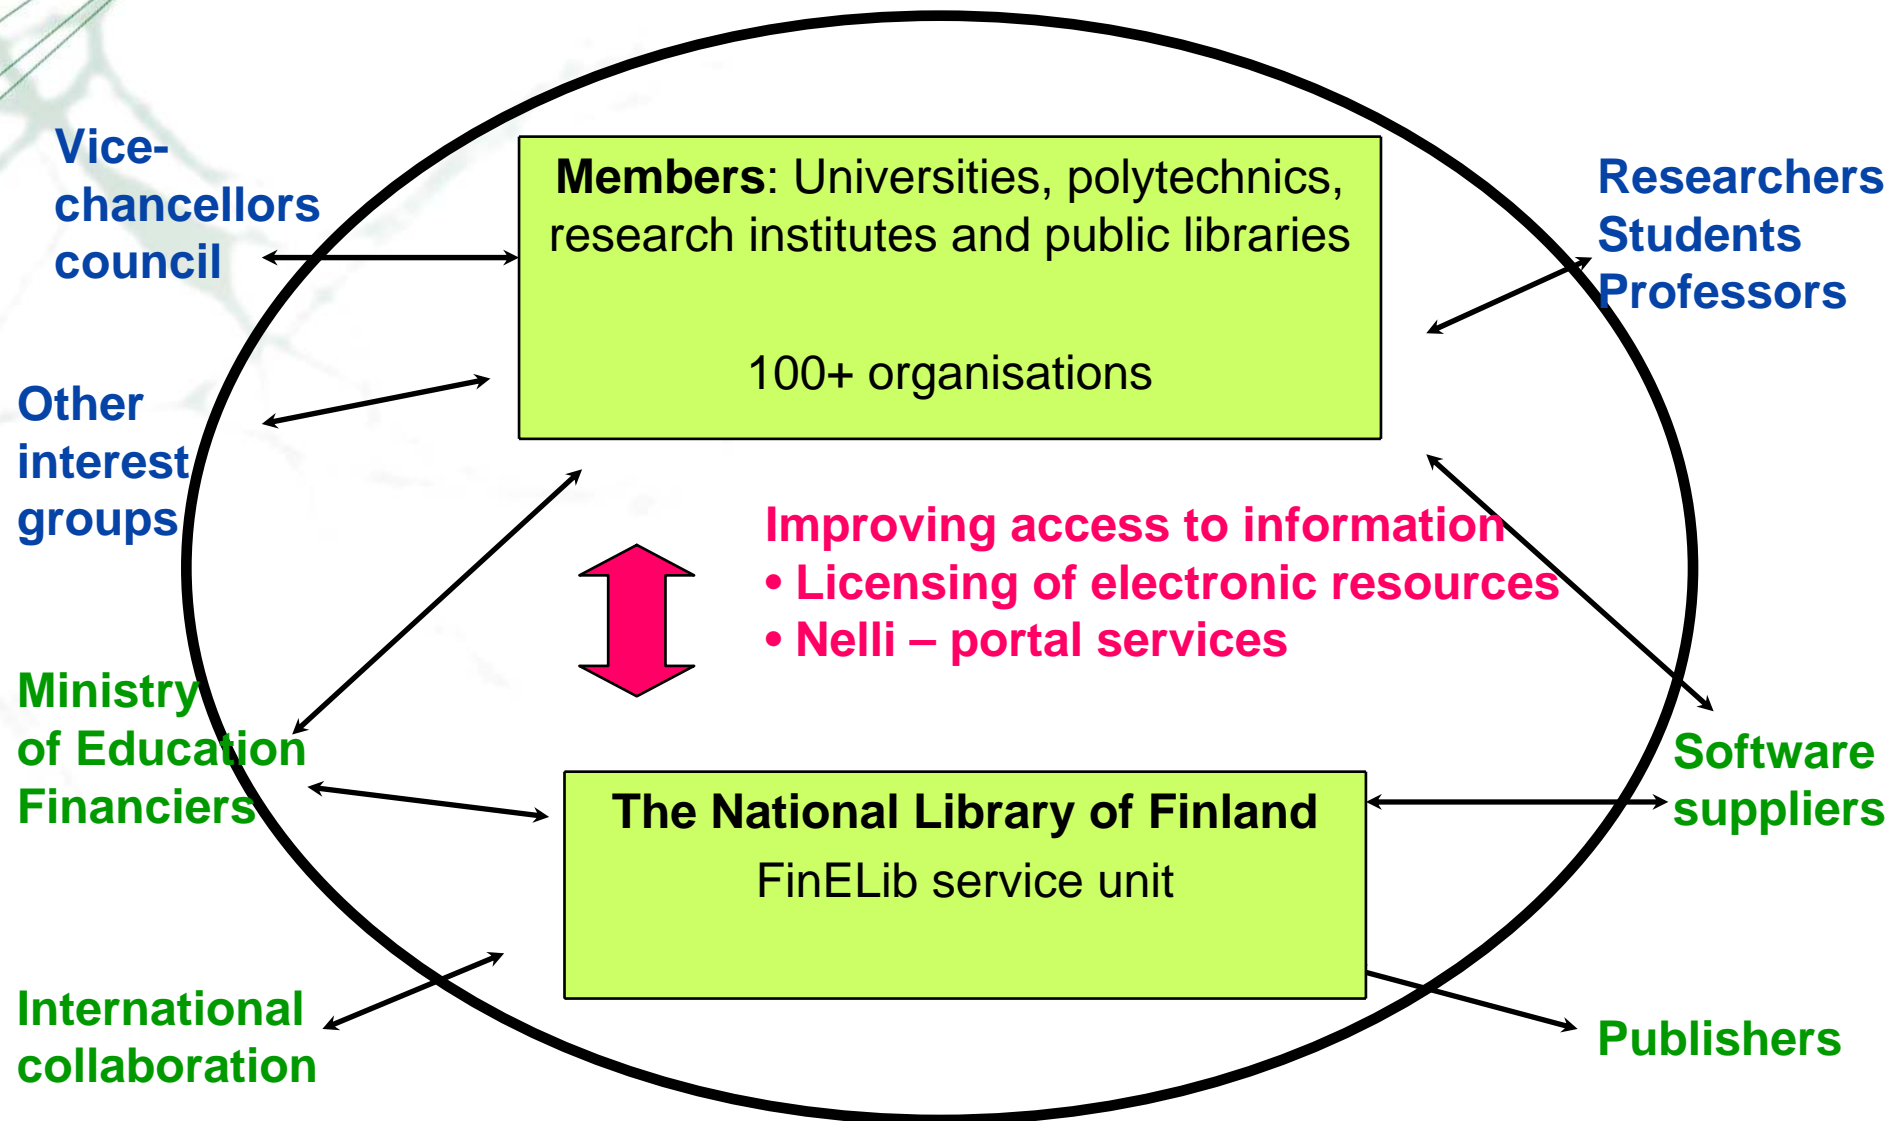 Vice-
chancellors
council
Members: Universities, polytechnics,
research institutes and public libraries
100+ organisations
Researchers
Students
Professors
Other
interest
groups
Improving access to information
• Licensing of electronic resources
• Nelli – portal services
Ministry
of Education
Financiers
The National Library of Finland
FinELib service unit
Software
suppliers
International
collaboration
Publishers